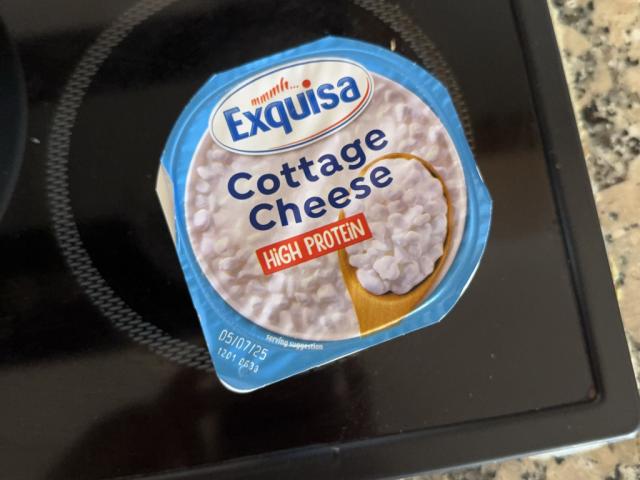 mmmh...
Exquisa
Cottage
Cheese
HIGH PROTEIN
05/07/25
serving suggestion